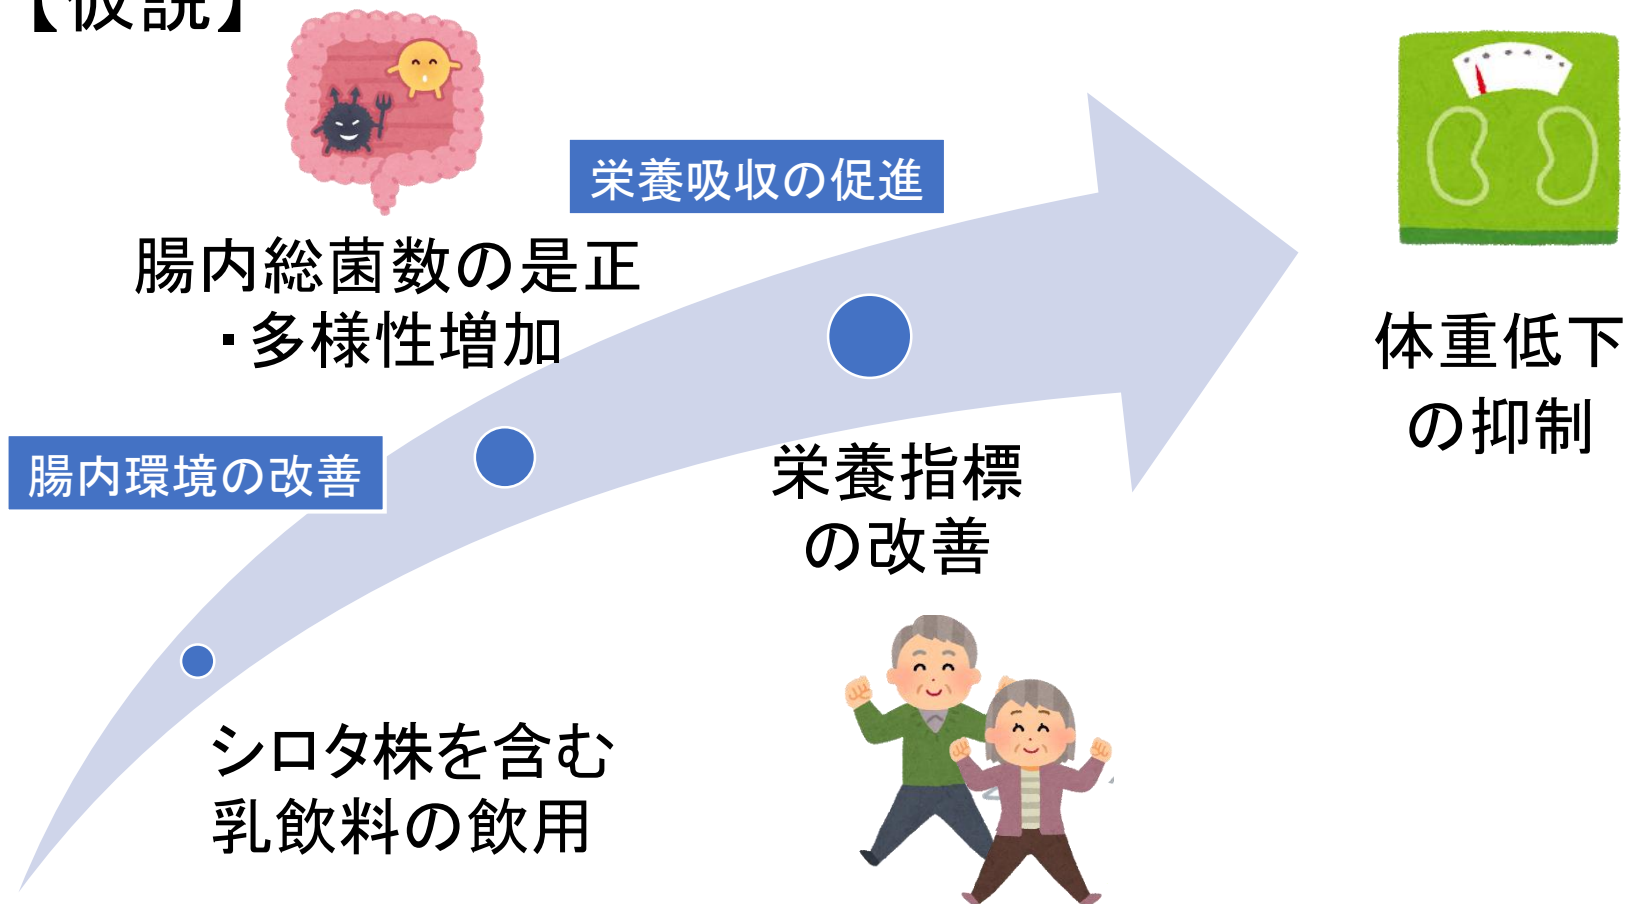 【仮説】
腸内総菌数の是正
・多様性増加
栄養吸収の促進
腸内環境の改善
シロタ株を含む
乳飲料の飲用
栄養指標
の改善
体重低下
の抑制